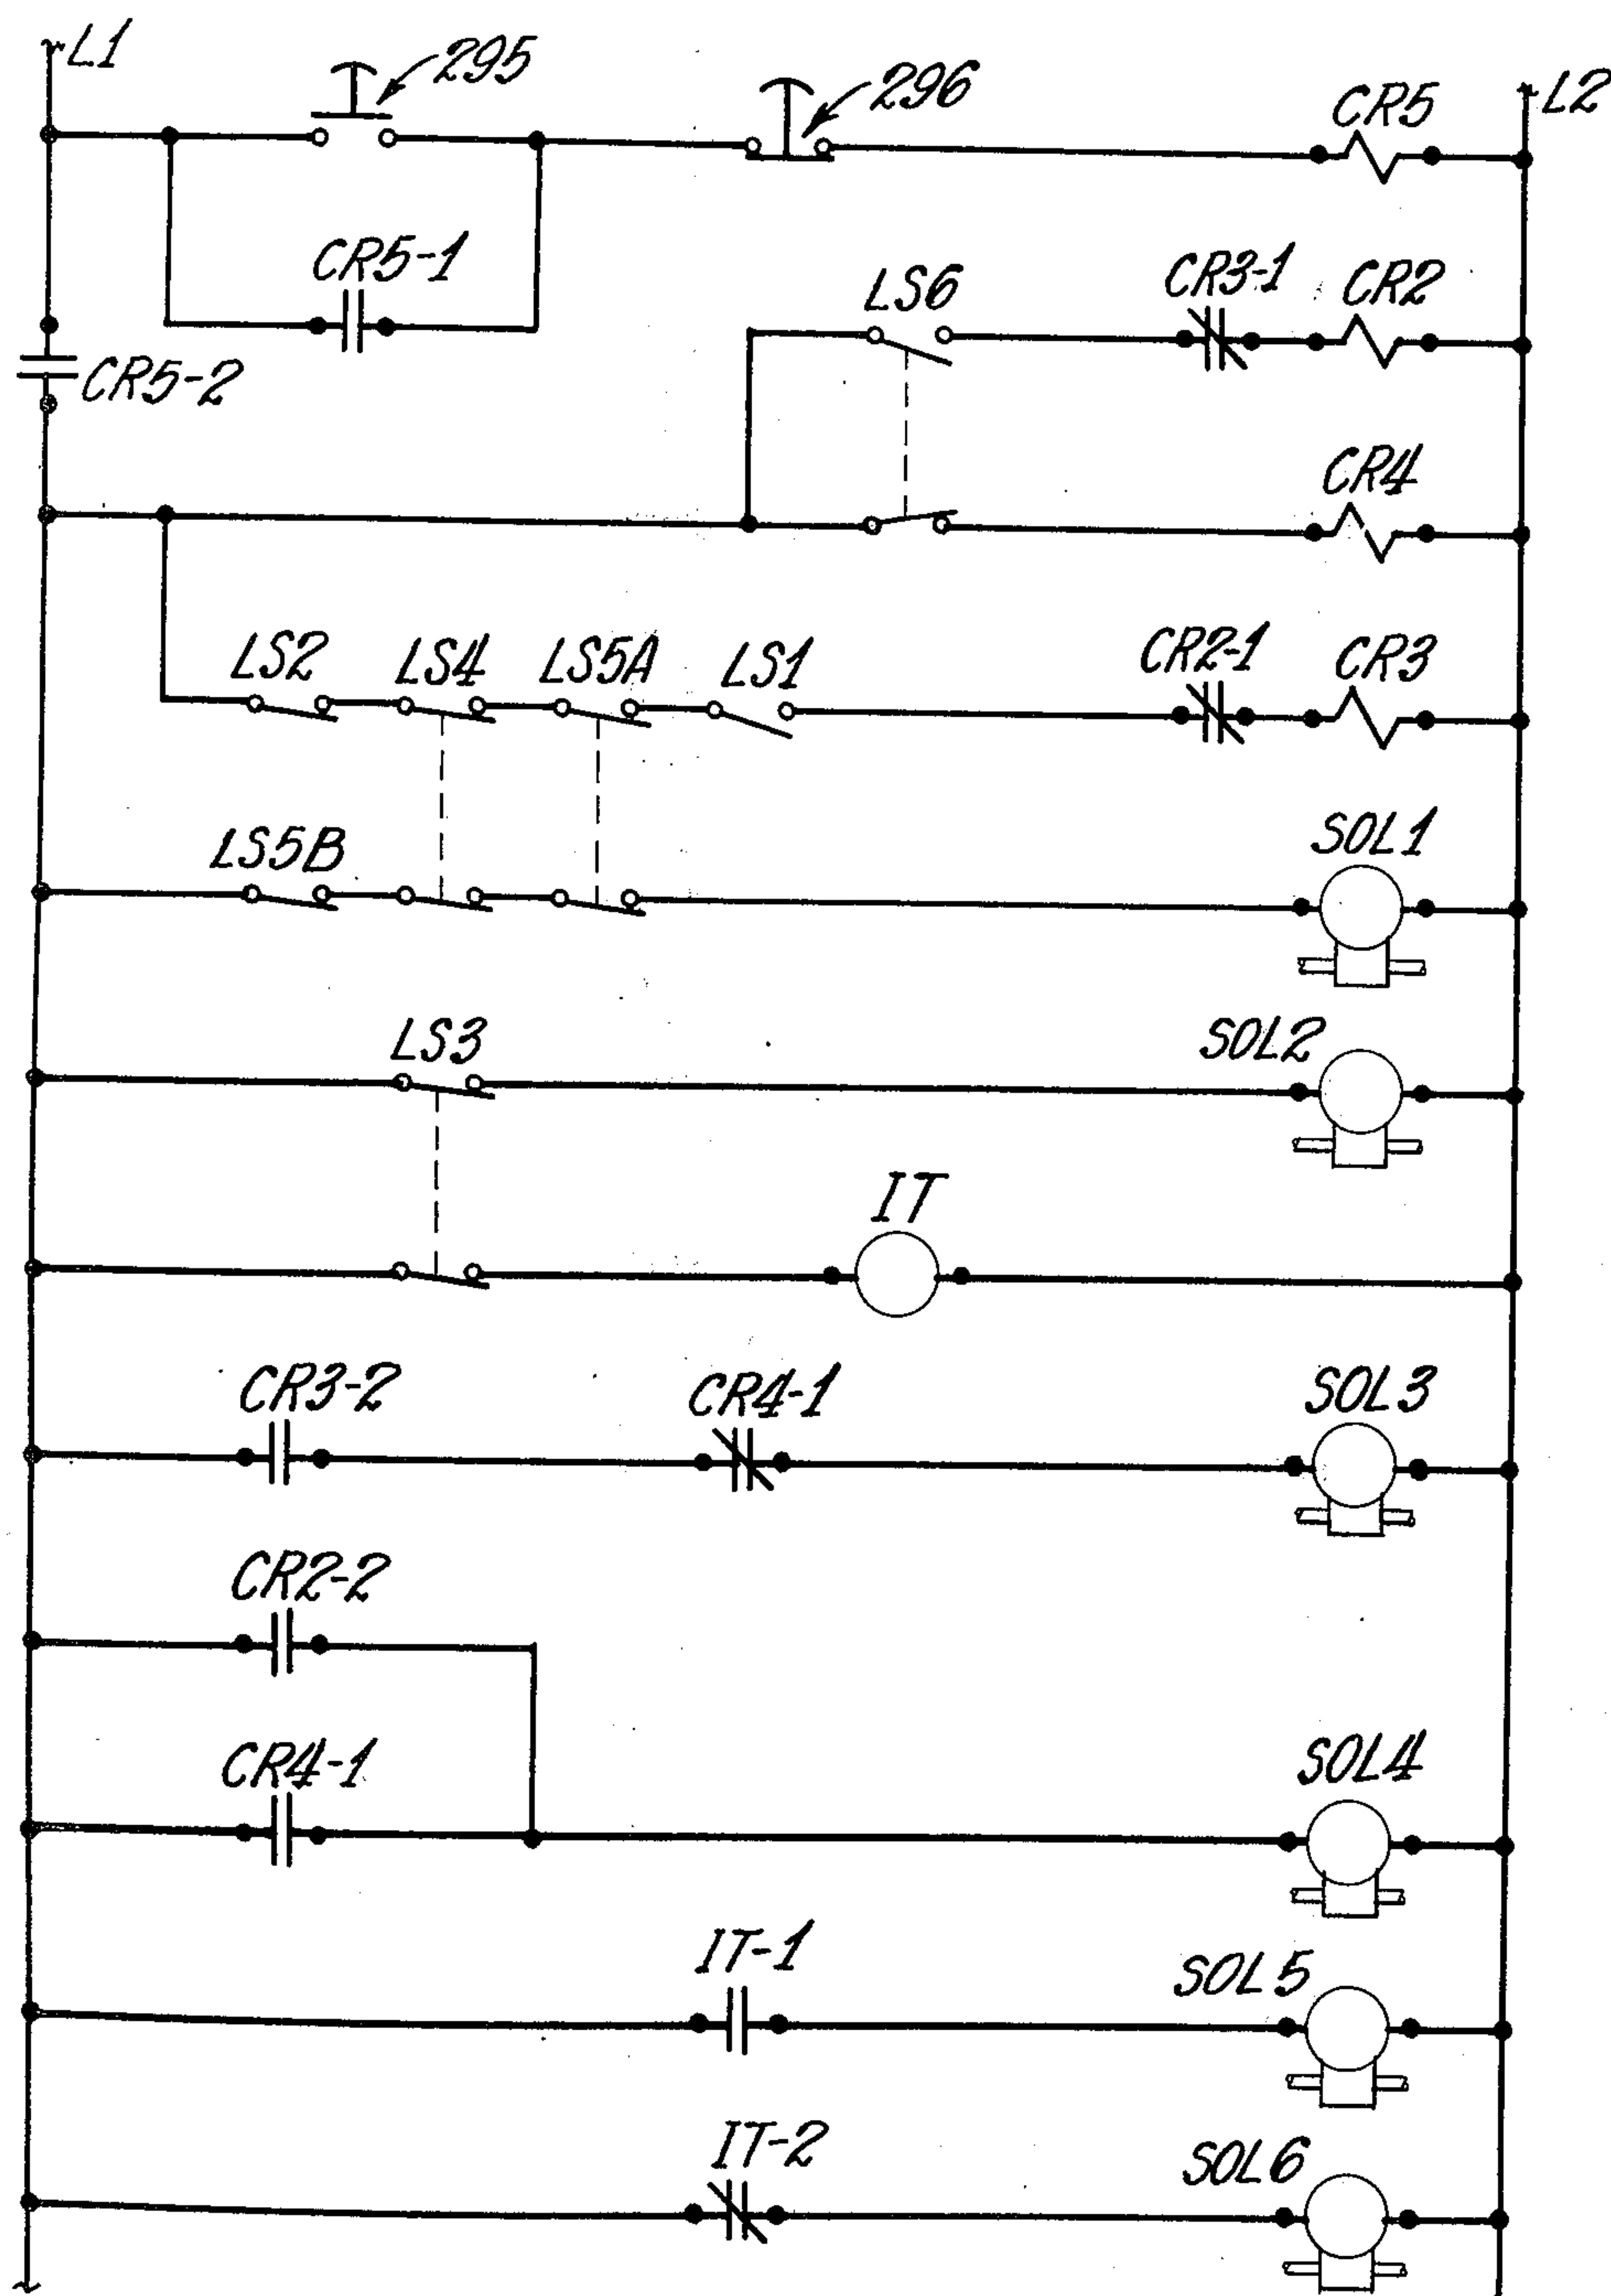 L1
295
296
CR5
L2
CR5-1
LS6
CR3-1
CR2
CR5-2
CR4
LS2
LS4
LS5A
LS1
CR2-1
CR3
LS5B
SOL1
LS3
SOL2
IT
CR3-2
CR4-1
SOL3
CR2-2
CR4-1
SOL4
IT-1
SOL5
IT-2
SOL6